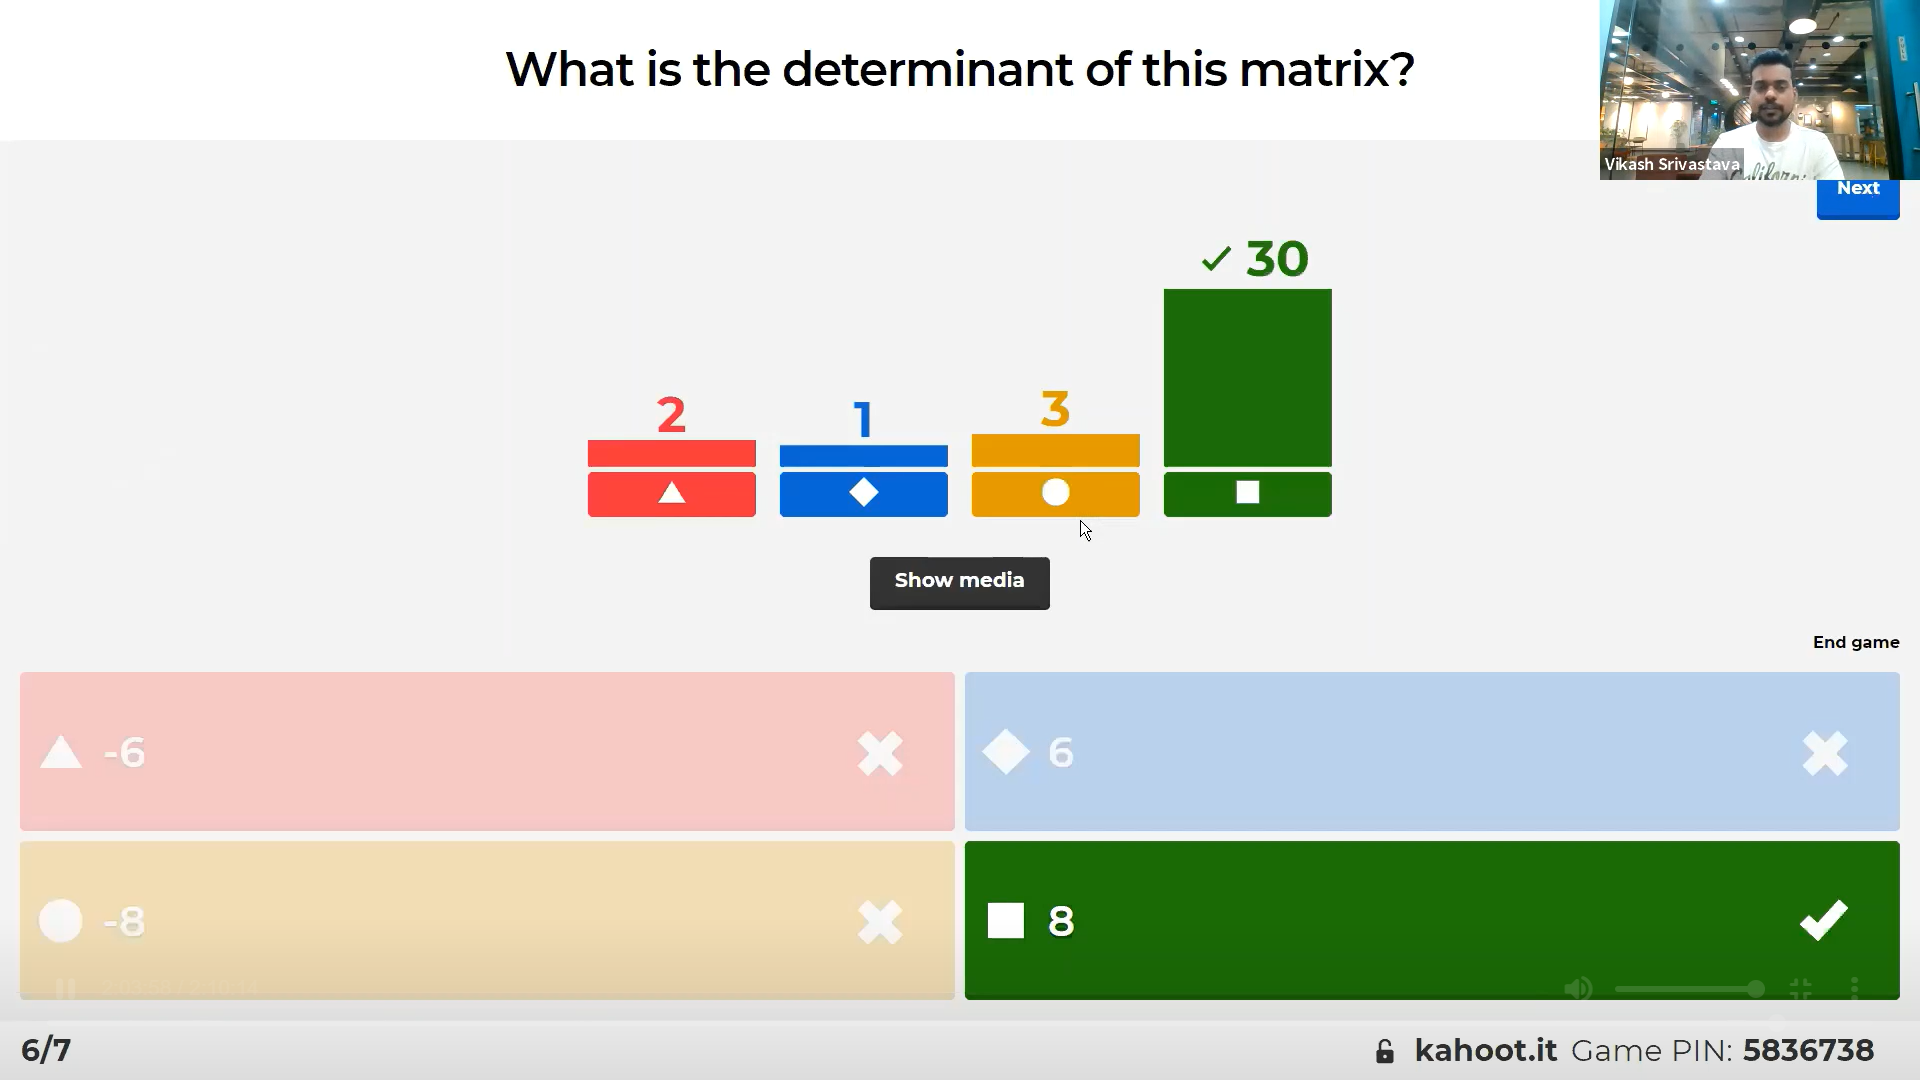 What is the determinant of this matrix?
Vikash Srivastava
Next
30
2
1
3
Show media
End game
-6
6
-8
8
6/7
kahoot.it Game PIN: 5836738